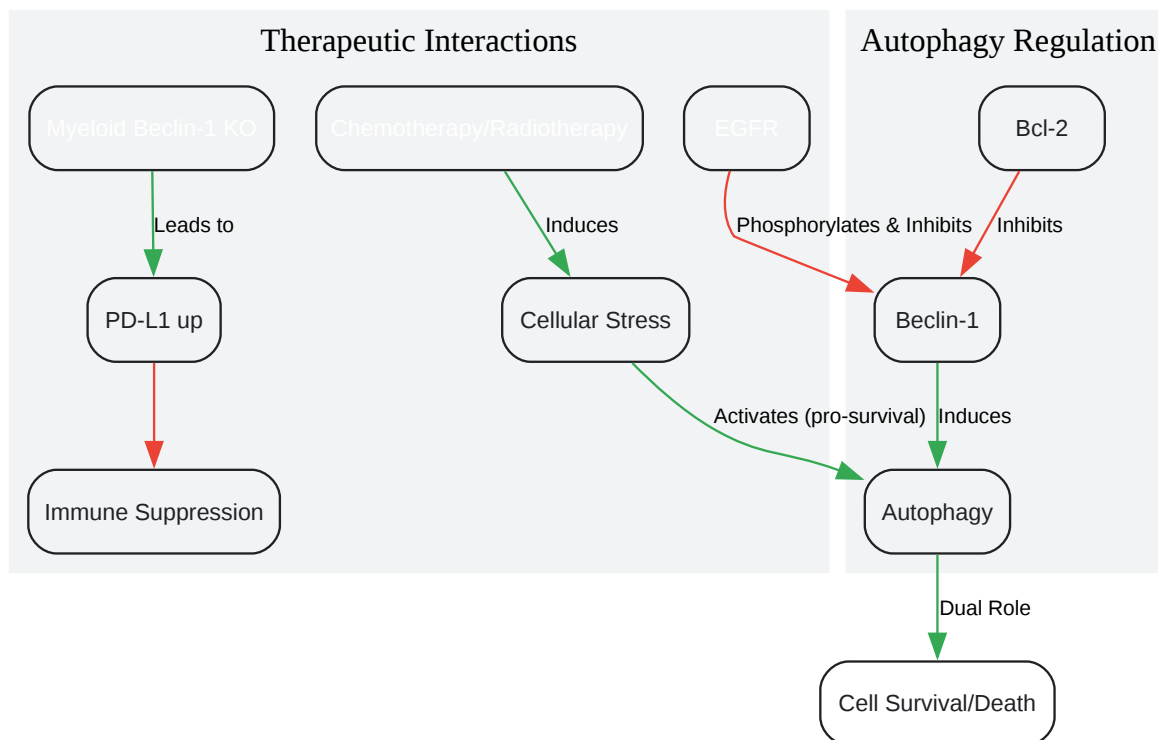 Therapeutic Interactions
Autophagy Regulation
Myeloid Beclin-1 KO
Chemotherapy/Radiotherapy
EGFR
Bcl-2
Leads to
Induces
Phosphorylates & Inhibits
Inhibits
PD-L1 up
Cellular Stress
Beclin-1
Activates (pro-survival)
Induces
Immune Suppression
Autophagy
Dual Role
Cell Survival/Death